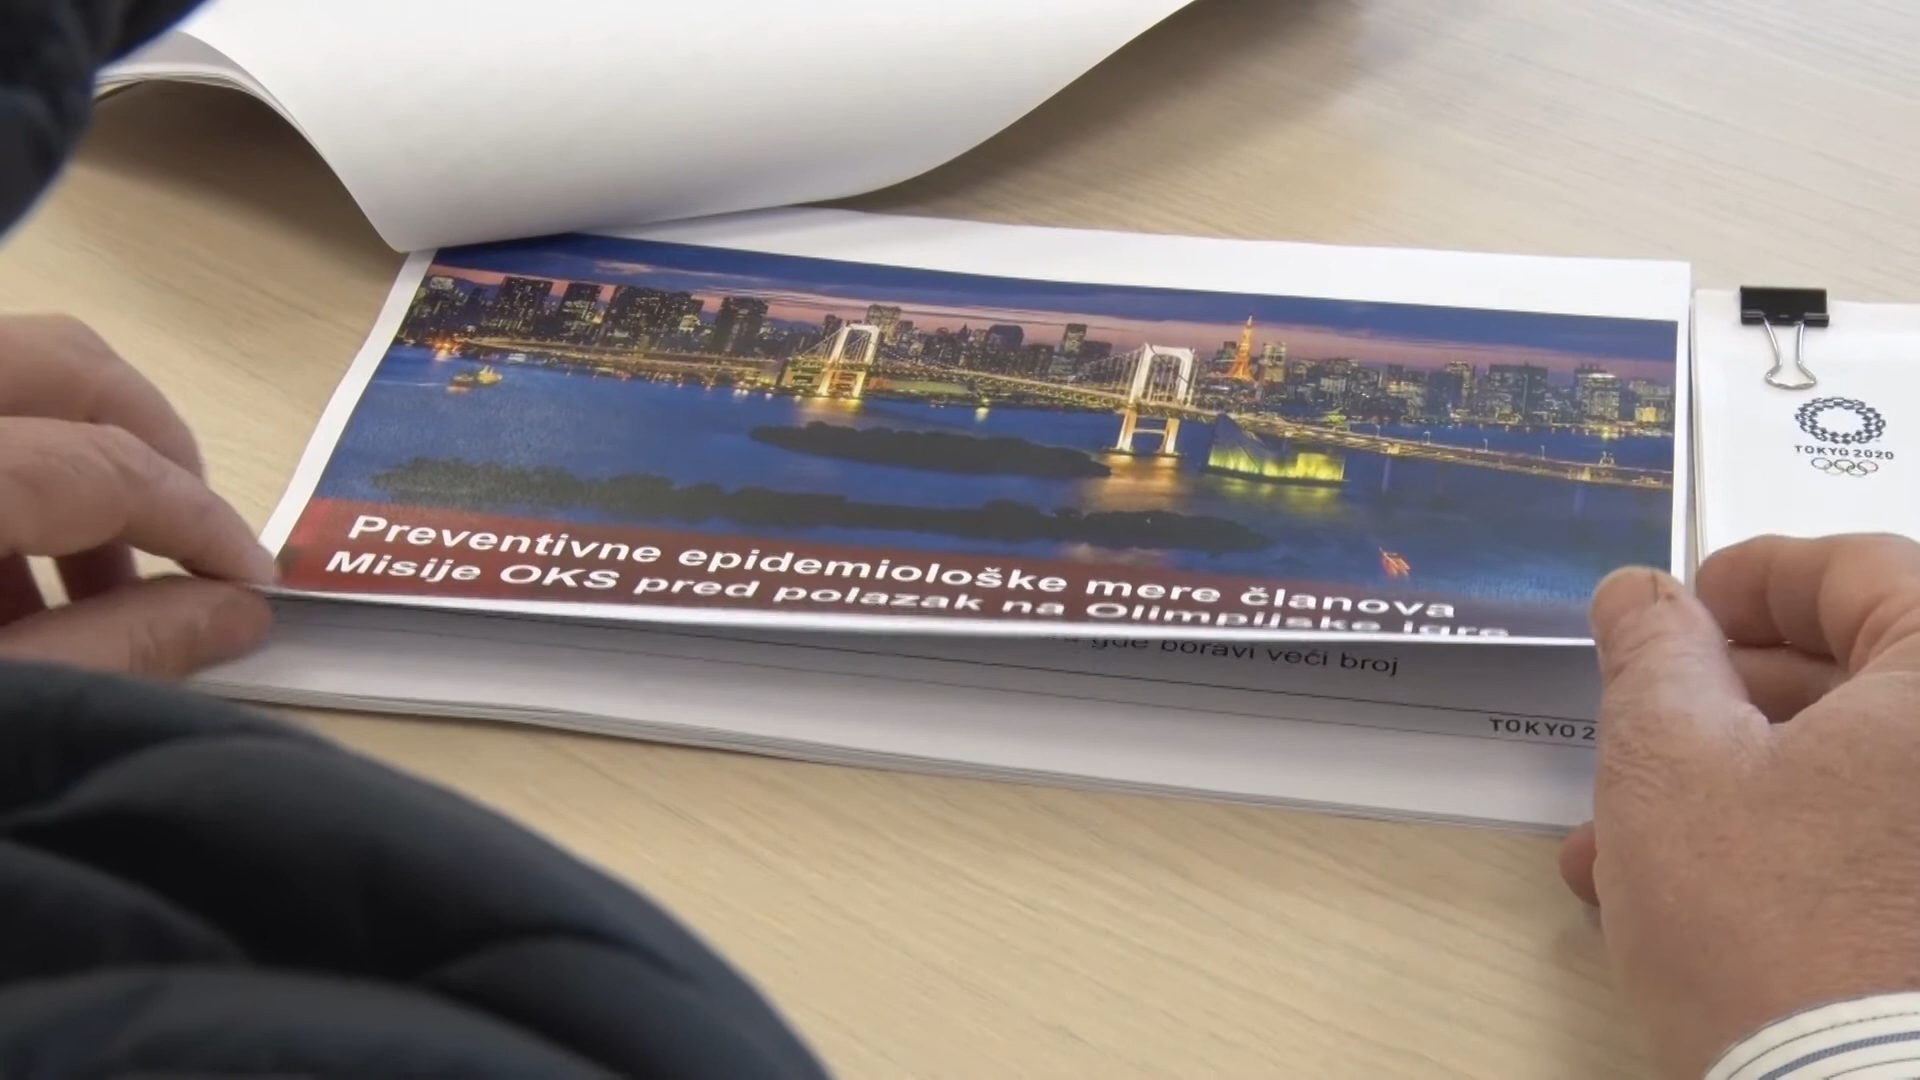 Preventivne epidemiološke mere članova
Misije OKS pred polazak na Olimpijske igre
gde boravi veći broj
TOKYO 2
TOKYO 2020